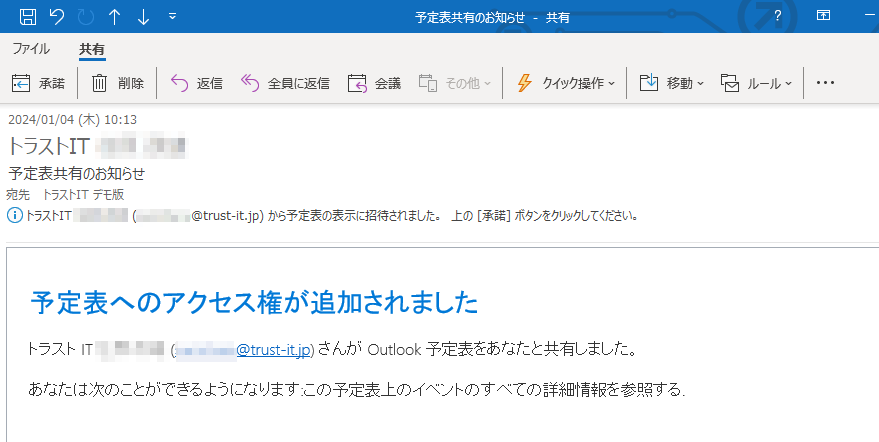 予定表共有のお知らせ - 共有
?
ファイル 共有
承諾 削除 返信 全員に返信 会議 その他 クイック操作 移動 ルール ...
2024/01/04 (木) 10:13
トラストIT
予定表共有のお知らせ
宛先 トラストIT デモ版
トラストIT (@trust-it.jp) から予定表の表示に招待されました。 上の [承諾] ボタンをクリックしてください。
予定表へのアクセス権が追加されました
トラスト IT (@trust-it.jp) さんが Outlook 予定表をあなたと共有しました。
あなたは次のことができるようになります:この予定表上のイベントのすべての詳細情報を参照する.